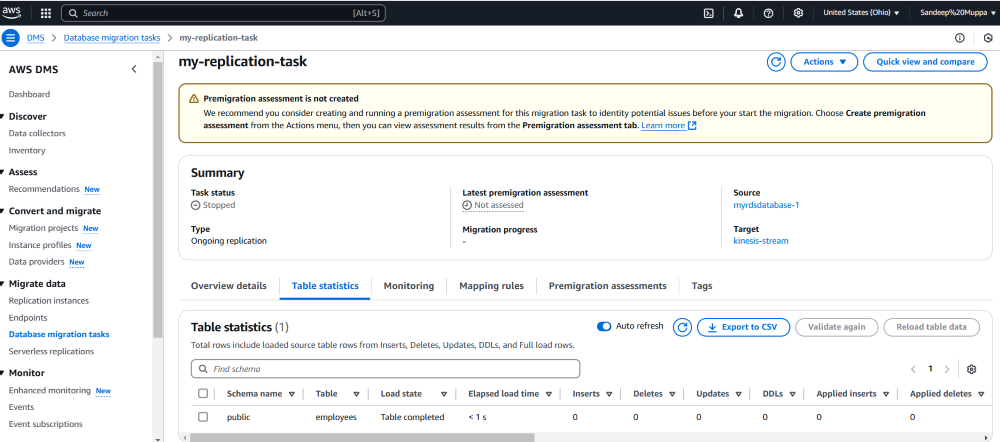 aws
Search [Alt+S] United States (Ohio) Sandeep%20Muppa
DMS Database migration tasks my-replication-task
AWS DMS
Dashboard
Discover
Data collectors
Inventory
Assess
Recommendations New
Convert and migrate
Migration projects New
Instance profiles New
Data providers New
Migrate data
Replication instances
Endpoints
Database migration tasks
Serverless replications
Monitor
Enhanced monitoring New
Events
Event subscriptions
my-replication-task
Actions Quick view and compare
Premigration assessment is not created
We recommend you consider creating and running a premigration assessment for this migration task to identity potential issues before your start the migration. Choose Create premigration
assessment from the Actions menu, then you can view assessment results from the Premigration assessment tab. Learn more
Summary
Task status Latest premigration assessment Source
Stopped Not assessed myrdsdatabase-1
Type Migration progress Target
Ongoing replication - kinesis-stream
Overview details Table statistics Monitoring Mapping rules Premigration assessments Tags
Table statistics (1) Auto refresh Export to CSV Validate again Reload table data
Total rows include loaded source table rows from Inserts, Deletes, Updates, DDLs, and Full load rows.
Find schema 1
Schema name Table Load state Elapsed load time Inserts Deletes Updates DDLs Applied inserts Applied deletes
public employees Table completed < 1 s 0 0 0 0 0 0